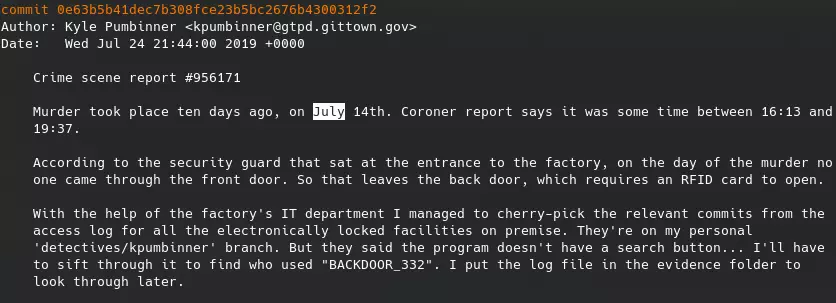 commit 0e63b5b41dec7b308fce23b5bc2676b4300312f2
Author: Kyle Pumbinner <kpumbinner@gtpd.gittown.gov>
Date:   Wed Jul 24 21:44:00 2019 +0000
Crime scene report #956171
Murder took place ten days ago, on July 14th. Coroner report says it was some time between 16:13 and
19:37.
According to the security guard that sat at the entrance to the factory, on the day of the murder no
one came through the front door. So that leaves the back door, which requires an RFID card to open.
With the help of the factory's IT department I managed to cherry-pick the relevant commits from the
access log for all the electronically locked facilities on premise. They're on my personal
'detectives/kpumbinner' branch. But they said the program doesn't have a search button... I'll have
to sift through it to find who used "BACKDOOR_332". I put the log file in the evidence folder to
look through later.